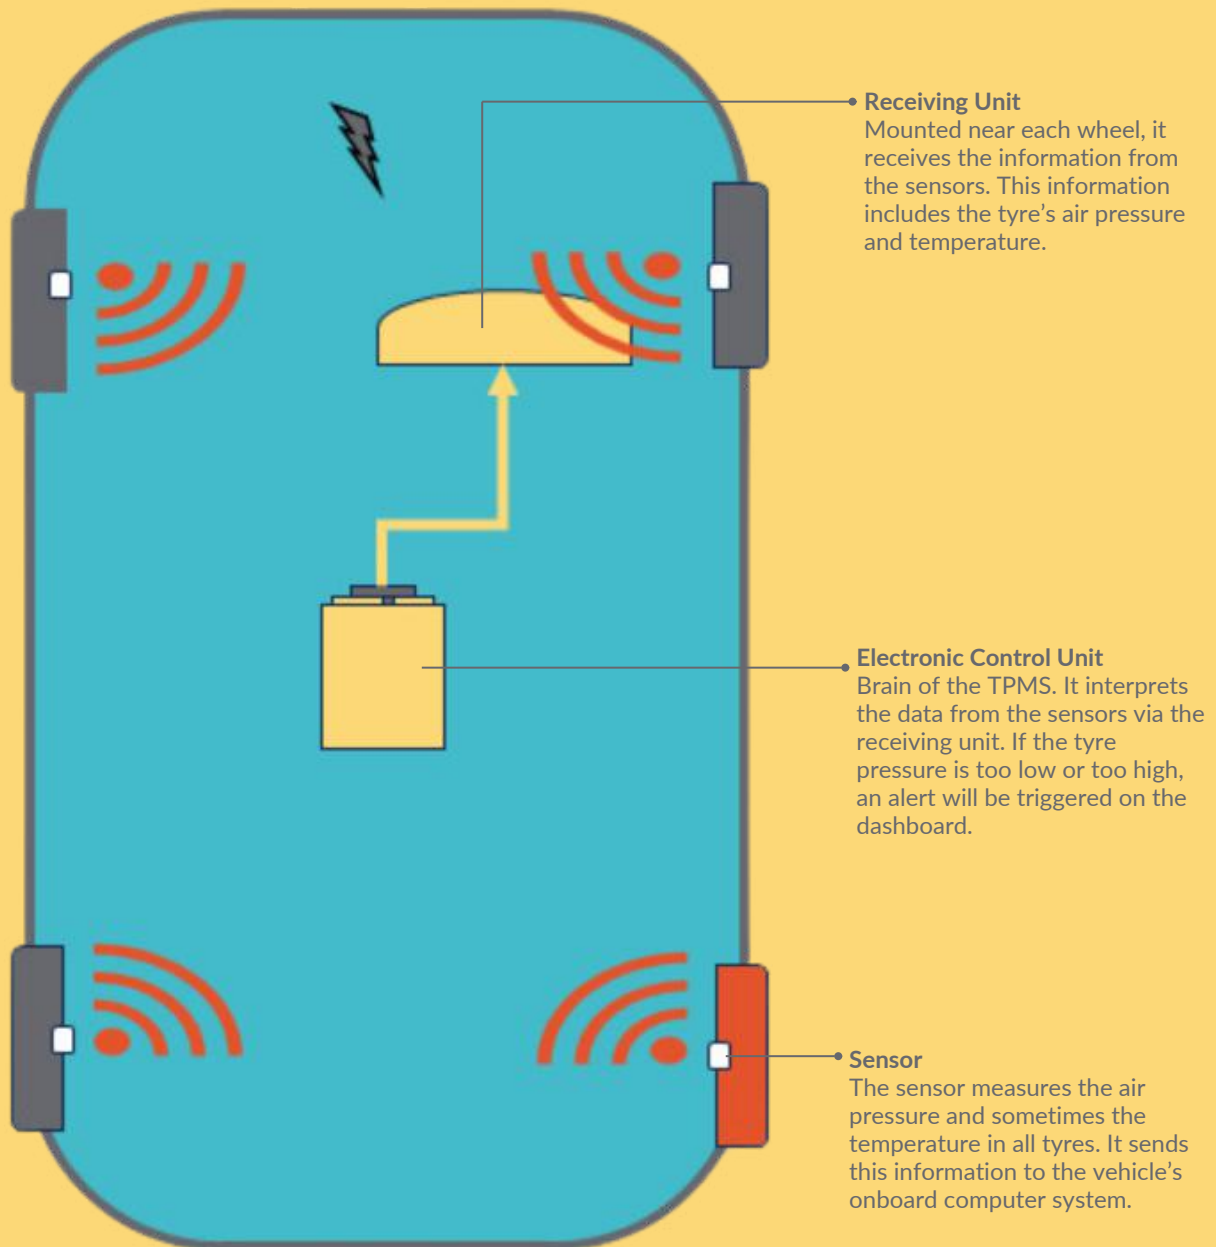 Receiving Unit
Mounted near each wheel, it
receives the information from
the sensors. This information
includes the tyre’s air pressure
and temperature.
Electronic Control Unit
Brain of the TPMS. It interprets
the data from the sensors via the
receiving unit. If the tyre
pressure is too low or too high,
an alert will be triggered on the
dashboard.
Sensor
The sensor measures the air
pressure and sometimes the
temperature in all tyres. It sends
this information to the vehicle’s
onboard computer system.